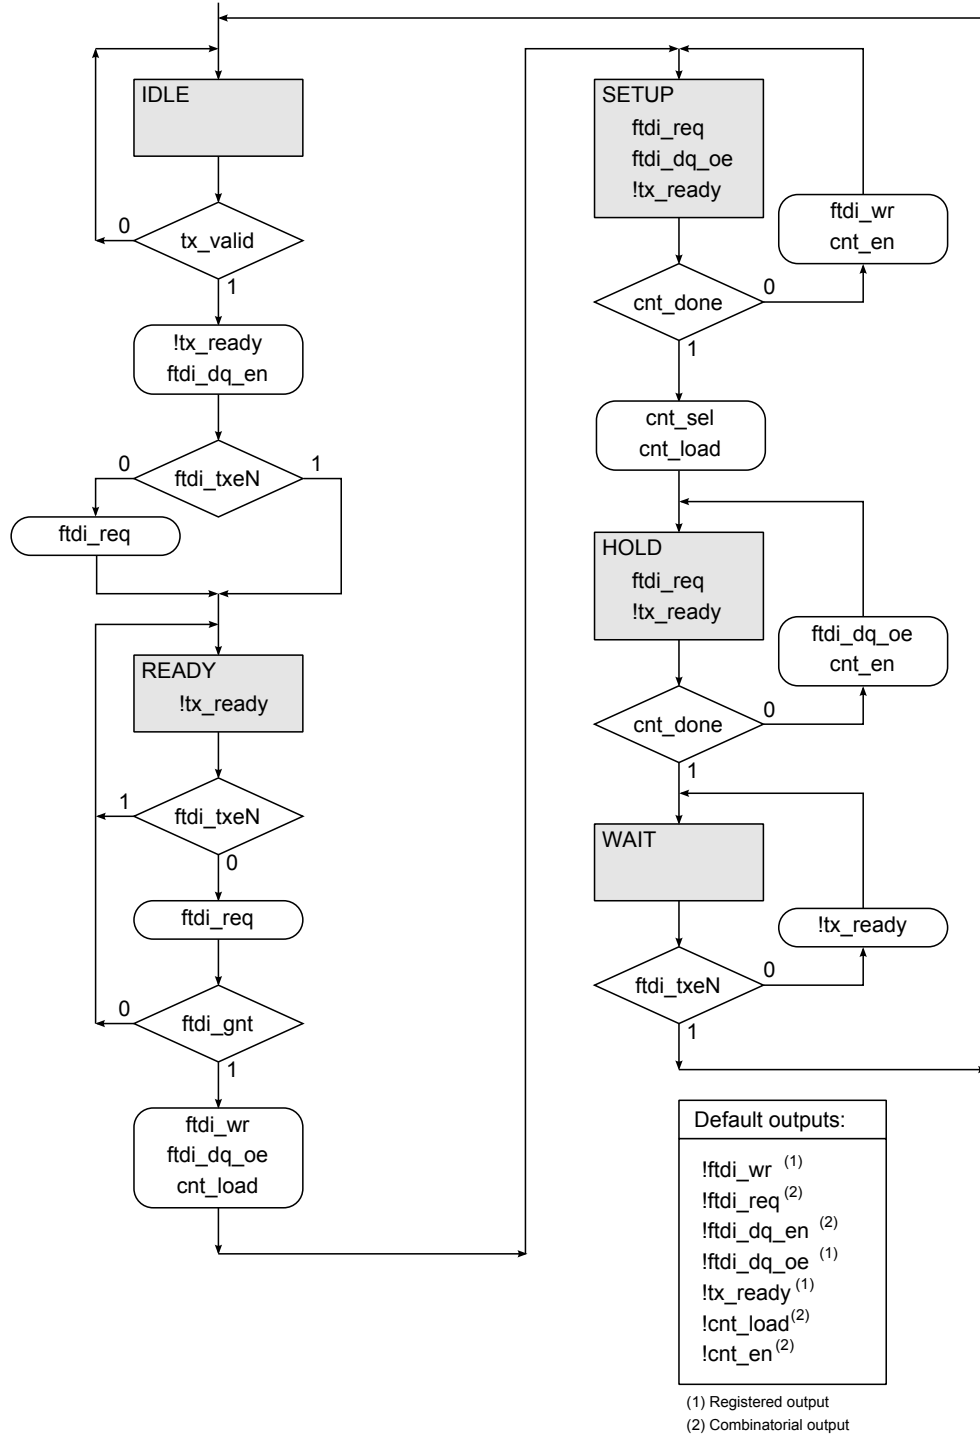 IDLE
tx_valid
0
1
!tx_ready
ftdi_dq_en
ftdi_txeN
0
1
ftdi_req
READY
!tx_ready
ftdi_txeN
1
0
ftdi_req
ftdi_gnt
0
1
ftdi_wr
ftdi_dq_oe
cnt_load
SETUP
ftdi_req
ftdi_dq_oe
!tx_ready
ftdi_wr
cnt_en
cnt_done
0
1
cnt_sel
cnt_load
HOLD
ftdi_req
!tx_ready
ftdi_dq_oe
cnt_en
cnt_done
0
1
WAIT
!tx_ready
ftdi_txeN
0
1
Default outputs:
!ftdi_wr (1)
!ftdi_req (2)
!ftdi_dq_en (2)
!ftdi_dq_oe (1)
!tx_ready (1)
!cnt_load (2)
!cnt_en (2)
(1) Registered output
(2) Combinatorial output